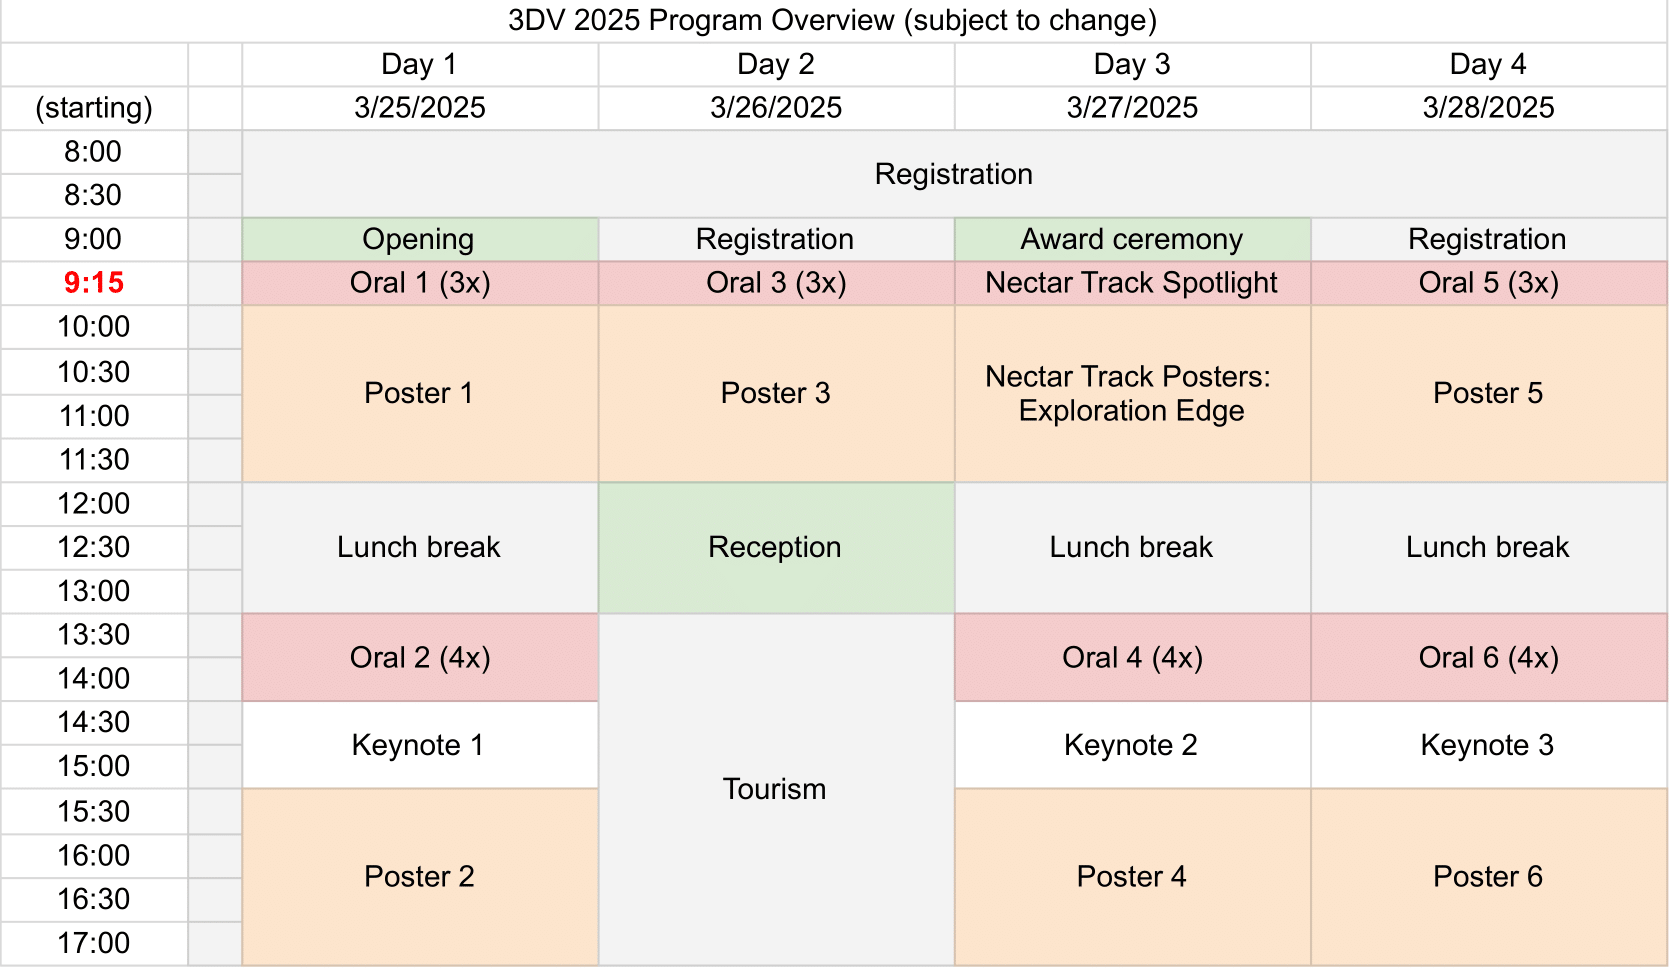 3DV 2025 Program Overview (subject to change)
Day 1 Day 2 Day 3 Day 4
(starting) 3/25/2025 3/26/2025 3/27/2025 3/28/2025
8:00
Registration
8:30
9:00 Opening Registration Award ceremony Registration
9:15 Oral 1 (3x) Oral 3 (3x) Nectar Track Spotlight Oral 5 (3x)
10:00
10:30
Poster 1 Poster 3 Nectar Track Posters: Poster 5
Exploration Edge
11:00
11:30
12:00
12:30 Lunch break Reception Lunch break Lunch break
13:00
13:30
Oral 2 (4x) Oral 4 (4x) Oral 6 (4x)
14:00
14:30
Keynote 1 Keynote 2 Keynote 3
15:00
Tourism
15:30
16:00
Poster 2 Poster 4 Poster 6
16:30
17:00